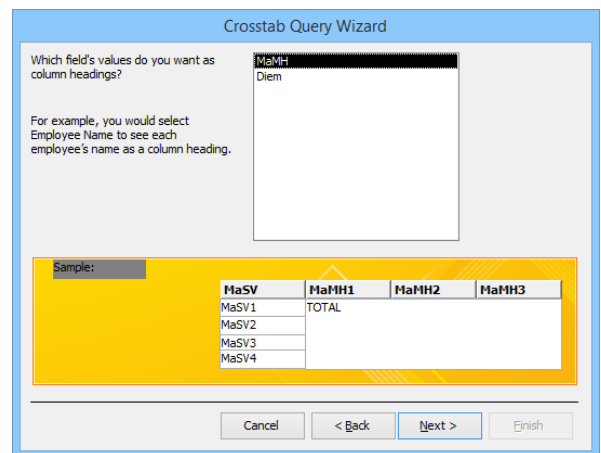 Crosstab Query Wizard
Which field's values do you want as
column headings?
For example, you would select
Employee Name to see each
employee's name as a column heading.
MaMH
Diem
Sample:
MaSV MaMH1 MaMH2 MaMH3
MaSV1 TOTAL
MaSV2
MaSV3
MaSV4
Cancel < Back Next > Finish